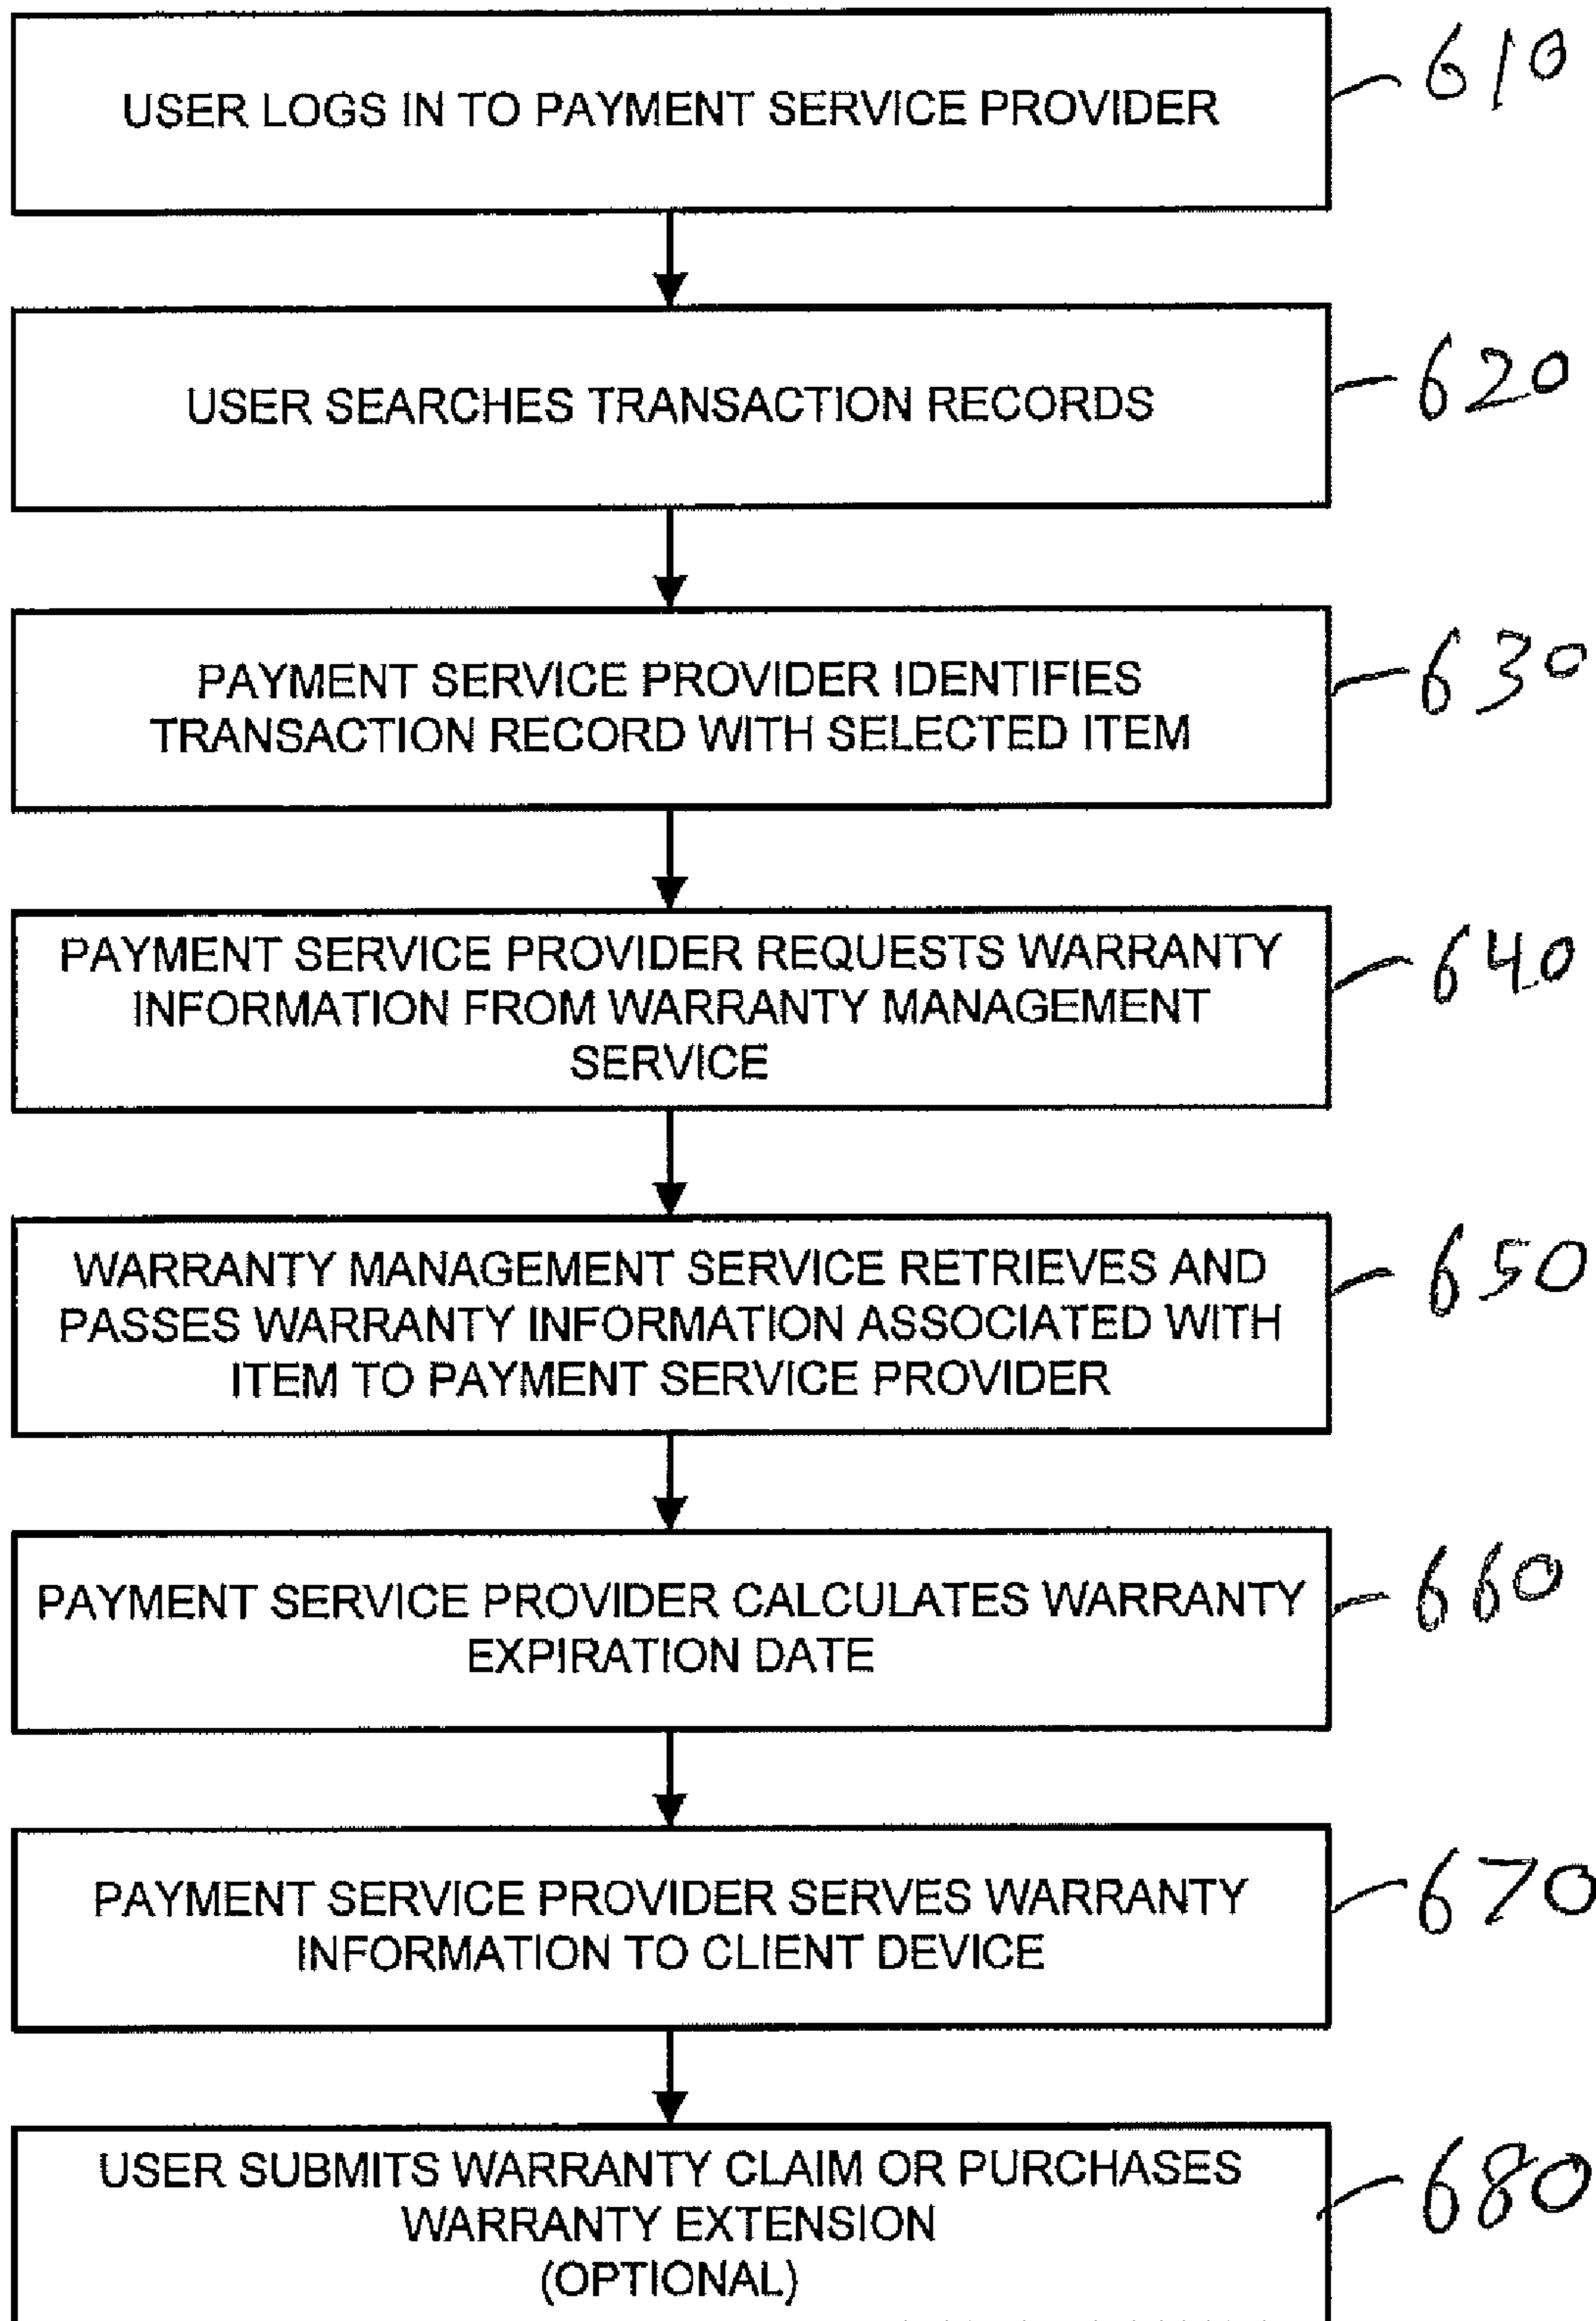 USER LOGS IN TO PAYMENT SERVICE PROVIDER
610
USER SEARCHES TRANSACTION RECORDS
620
PAYMENT SERVICE PROVIDER IDENTIFIES
TRANSACTION RECORD WITH SELECTED ITEM
630
PAYMENT SERVICE PROVIDER REQUESTS WARRANTY
INFORMATION FROM WARRANTY MANAGEMENT
SERVICE
640
WARRANTY MANAGEMENT SERVICE RETRIEVES AND
PASSES WARRANTY INFORMATION ASSOCIATED WITH
ITEM TO PAYMENT SERVICE PROVIDER
650
PAYMENT SERVICE PROVIDER CALCULATES WARRANTY
EXPIRATION DATE
660
PAYMENT SERVICE PROVIDER SERVES WARRANTY
INFORMATION TO CLIENT DEVICE
670
USER SUBMITS WARRANTY CLAIM OR PURCHASES
WARRANTY EXTENSION
(OPTIONAL)
680